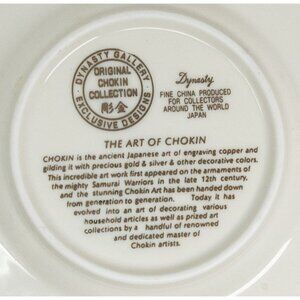 DYNASTY GALLERY
ORIGINAL
CHOKIN
COLLECTION
彫金
EXCLUSIVE DESIGNS
Dynasty
FINE CHINA PRODUCED
FOR COLLECTORS
AROUND THE WORLD
JAPAN
THE ART OF CHOKIN
CHOKIN is the ancient Japanese art of engraving copper and
gilding it with precious gold & silver & other decorative colors.
This incredible art work first appeared on the armaments of
the mighty Samurai Warriors in the late 12th century,
and the stunning Chokin Art has been handed down
from generation to generation. Today it has
evolved into an art of decorating various
household articles as well as prized art
collections by a handful of renowned
and dedicated master of
Chokin artists.